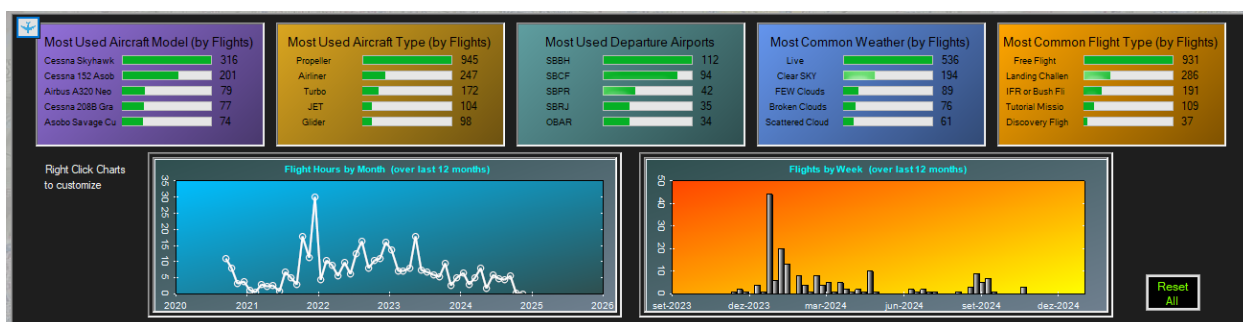 Most Used Aircraft Model (by Flights)
Cessna Skyhawk 316
Cessna 152 Asob 201
Airbus A320 Neo 79
Cessna 208B Gra 77
Asobo Savage Cu 74
Most Used Aircraft Type (by Flights)
Propeller 945
Airliner 247
Turbo 172
JET 104
Glider 98
Most Used Departure Airports
SBBH 112
SBCF 94
SBPR 42
SBRJ 35
OBAR 34
Most Common Weather (by Flights)
Live 536
Clear SKY 194
FEW Clouds 89
Broken Clouds 76
Scattered Cloud 61
Most Common Flight Type (by Flights)
Free Flight 931
Landing Challen 286
IFR or Bush Fli 191
Tutorial Missio 109
Discovery Fligh 37
Right Click Charts
to customize
Flight Hours by Month (over last 12 months)
35
30
25
20
15
10
5
0
2020 2021 2022 2023 2024 2025 2026
Flights by Week (over last 12 months)
50
40
30
20
10
0
set-2023 dez-2023 mar-2024 jun-2024 set-2024 dez-2024
Reset
All